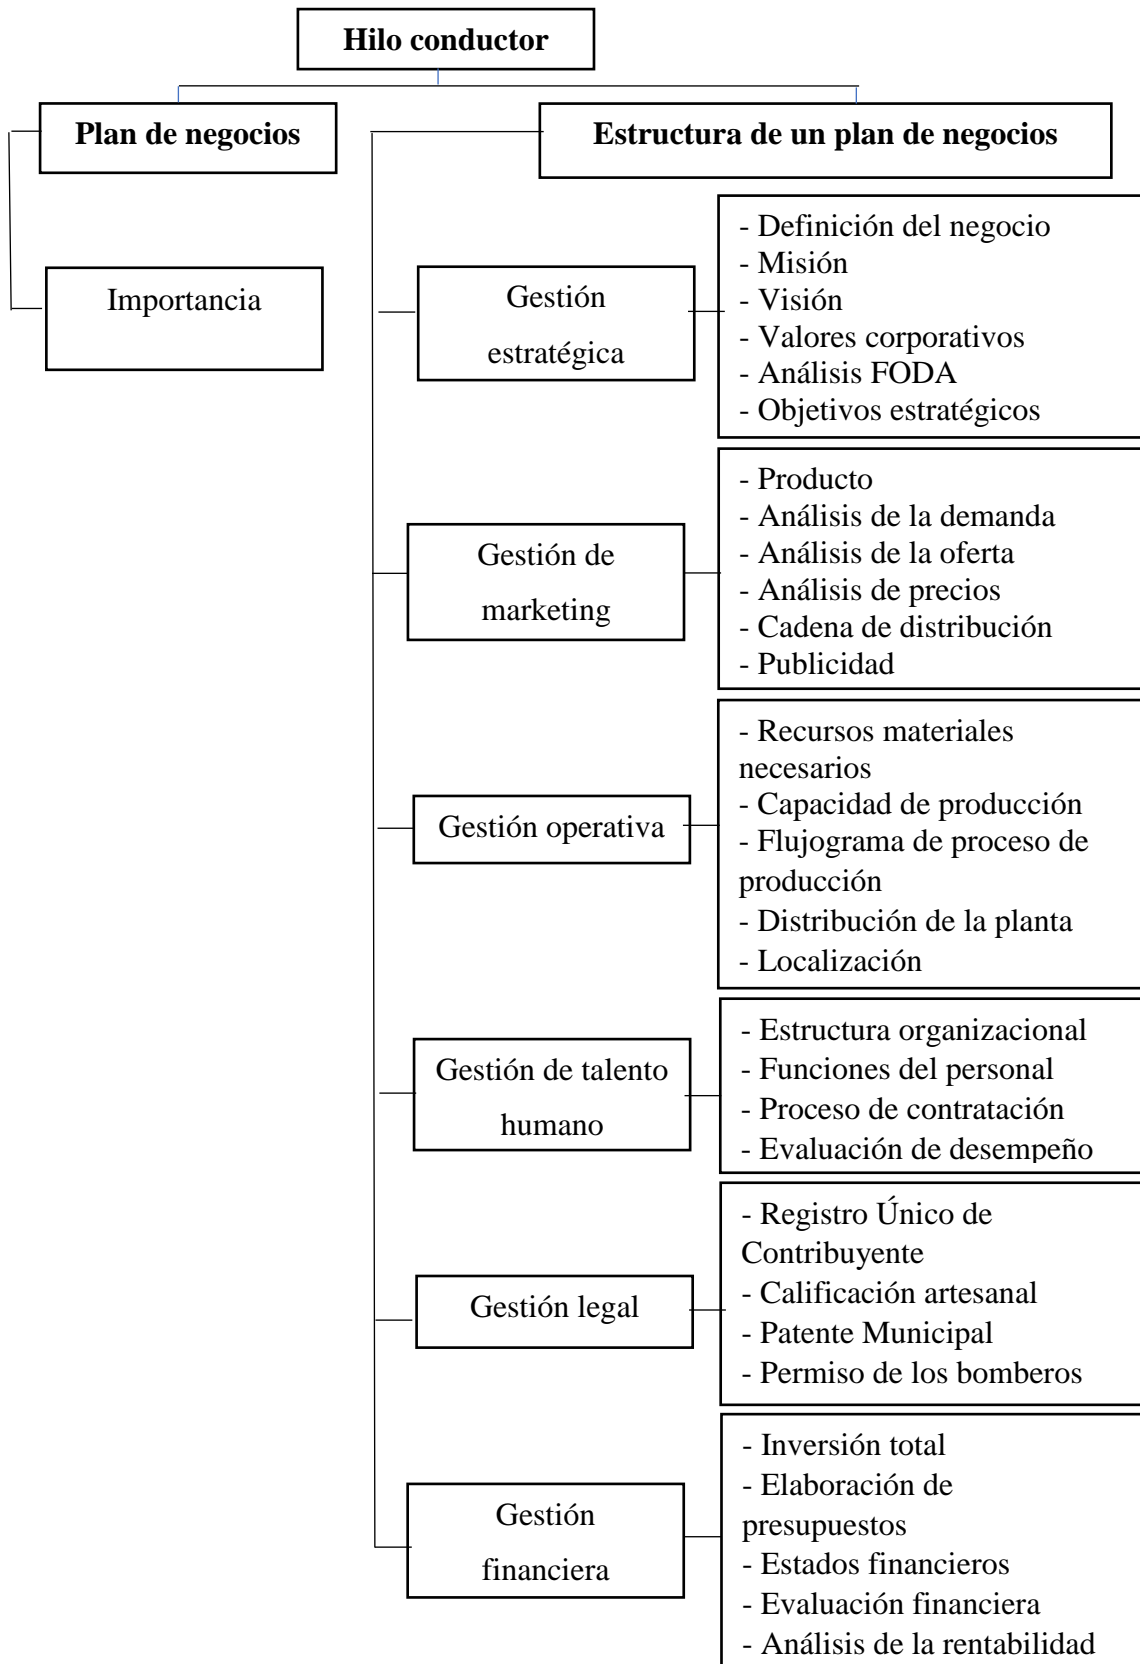 Hilo conductor
Plan de negocios
Importancia
Estructura de un plan de negocios
Gestión
estratégica
- Definición del negocio
- Misión
- Visión
- Valores corporativos
- Análisis FODA
- Objetivos estratégicos
Gestión de
marketing
- Producto
- Análisis de la demanda
- Análisis de la oferta
- Análisis de precios
- Cadena de distribución
- Publicidad
Gestión operativa
- Recursos materiales
necesarios
- Capacidad de producción
- Flujograma de proceso de
producción
- Distribución de la planta
- Localización
Gestión de talento
humano
- Estructura organizacional
- Funciones del personal
- Proceso de contratación
- Evaluación de desempeño
Gestión legal
- Registro Único de
Contribuyente
- Calificación artesanal
- Patente Municipal
- Permiso de los bomberos
Gestión
financiera
- Inversión total
- Elaboración de
presupuestos
- Estados financieros
- Evaluación financiera
- Análisis de la rentabilidad